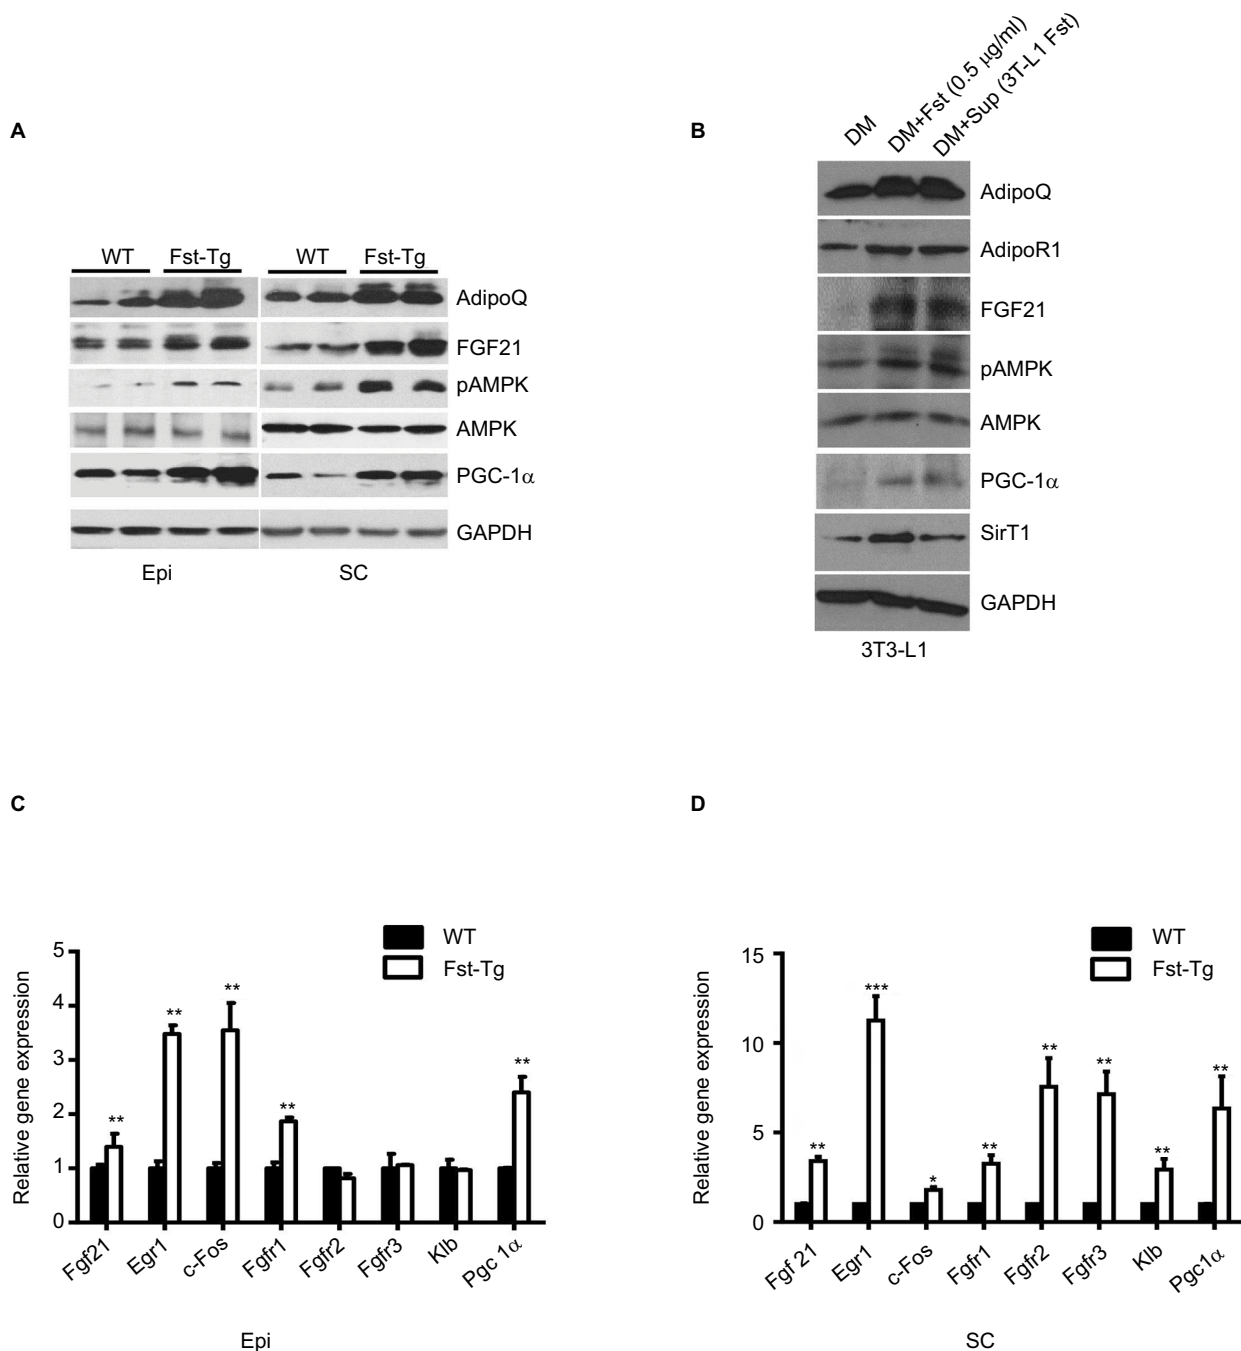 A
WT Fst-Tg WT Fst-Tg
AdipoQ
FGF21
pAMPK
AMPK
PGC-1α
GAPDH
Epi SC
B
DM
DM+Fst (0.5 µg/ml)
DM+Sup (3T-L1 Fst)
AdipoQ
AdipoR1
FGF21
pAMPK
AMPK
PGC-1α
SirT1
GAPDH
3T3-L1
C
WT
Fst-Tg
Relative gene expression
5
4
3
2
1
0
**
**
**
**
**
Fgf21
Egr1
c-Fos
Fgfr1
Fgfr2
Fgfr3
Klb
Pgc 1α
Epi
D
WT
Fst-Tg
Relative gene expression
15
10
5
0
**
***
*
**
**
**
**
**
Fgf 21
Egr1
c-Fos
Fgfr1
Fgfr2
Fgfr3
Klb
Pgc1α
SC